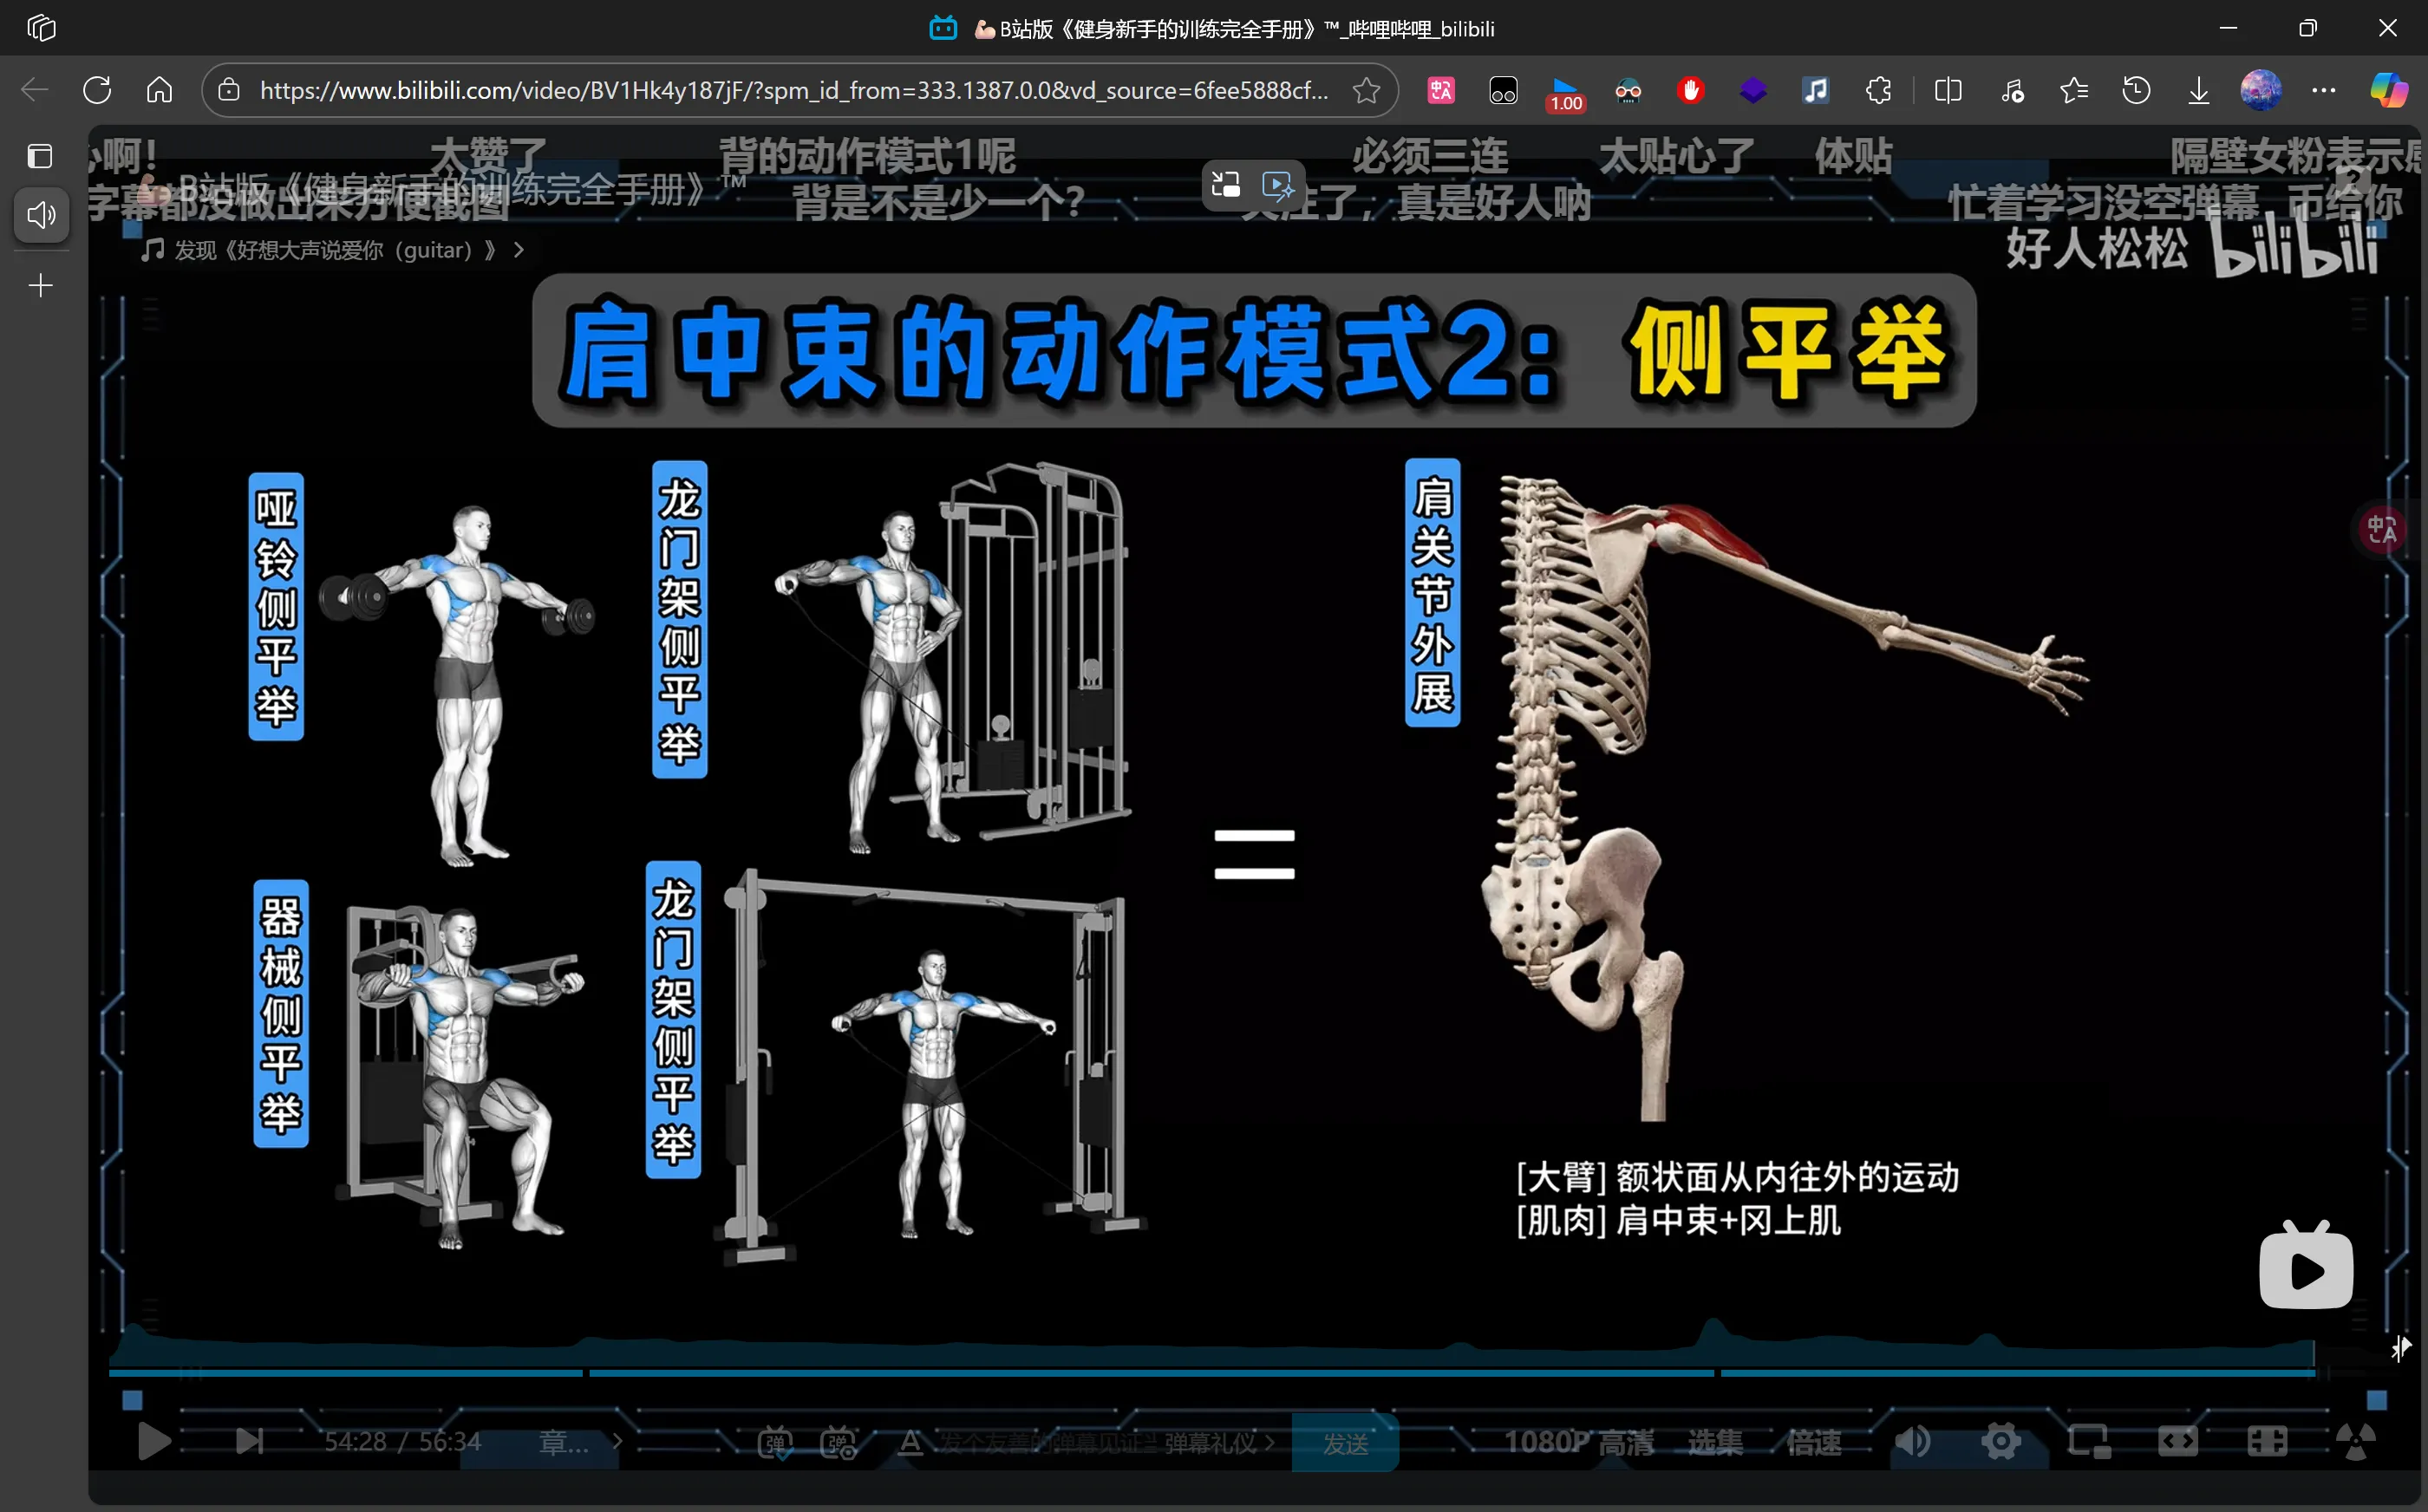 💪🏻B站版《健身新手的训练完全手册》™_哔哩哔哩_bilibili
https://www.bilibili.com/video/BV1Hk4y187jF/?spm_id_from=333.1387.0.0&vd_source=6fee5888cf...
1.00
心啊！ 太赞了 背的动作模式1呢 必须三连 太贴心了 体贴 隔壁女粉表示感
💪🏻B站版《健身新手的训练完全手册》™
字幕都没做出来方便截图 背是不是少一个？ 关注了，真是好人呐 忙着学习没空弹幕 币给你
发现《好想大声说爱你（guitar）》 >
好人松松 bilibili
肩中束的动作模式2: 侧平举
哑铃侧平举
龙门架侧平举
肩关节外展
器械侧平举
龙门架侧平举
=
[大臂] 额状面从内往外的运动
[肌肉] 肩中束+冈上肌
54:28 / 56:34 章... > 发个友善的弹幕见证当 弹幕礼仪 > 发送 1080P 高清 选集 倍速